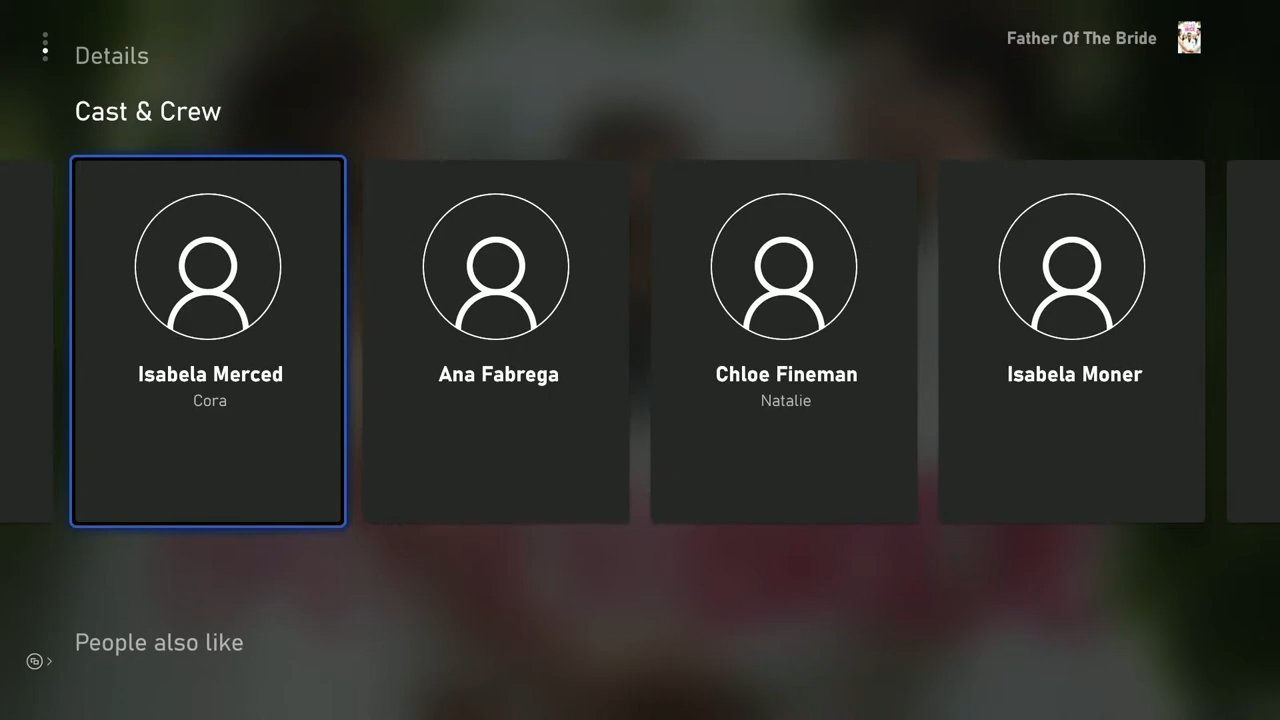 Father Of The Bride
Details
Cast & Crew
Isabela Merced
Cora
Ana Fabrega
Chloe Fineman
Natalie
Isabela Moner
People also like